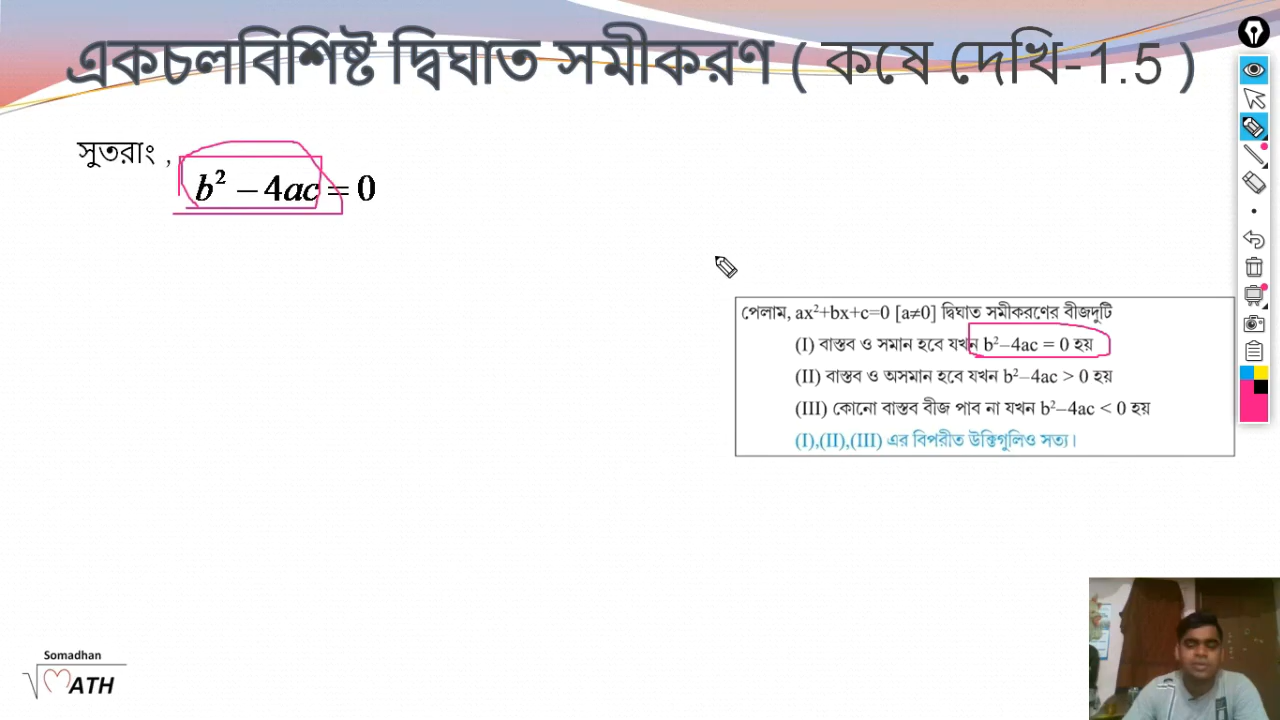 একচলবিশিষ্ট দ্বিঘাত সমীকরণ ( কষে দেখি-1.5 )
সুতরাং ,
b² − 4ac = 0
পেলাম, ax²+bx+c=0 [a≠0] দ্বিঘাত সমীকরণের বীজদুটি
(I) বাস্তব ও সমান হবে যখন b²–4ac = 0 হয়
(II) বাস্তব ও অসমান হবে যখন b²–4ac > 0 হয়
(III) কোনো বাস্তব বীজ পাব না যখন b²–4ac < 0 হয়
(I),(II),(III) এর বিপরীত উক্তিগুলিও সত্য।
Somadhan
MATH